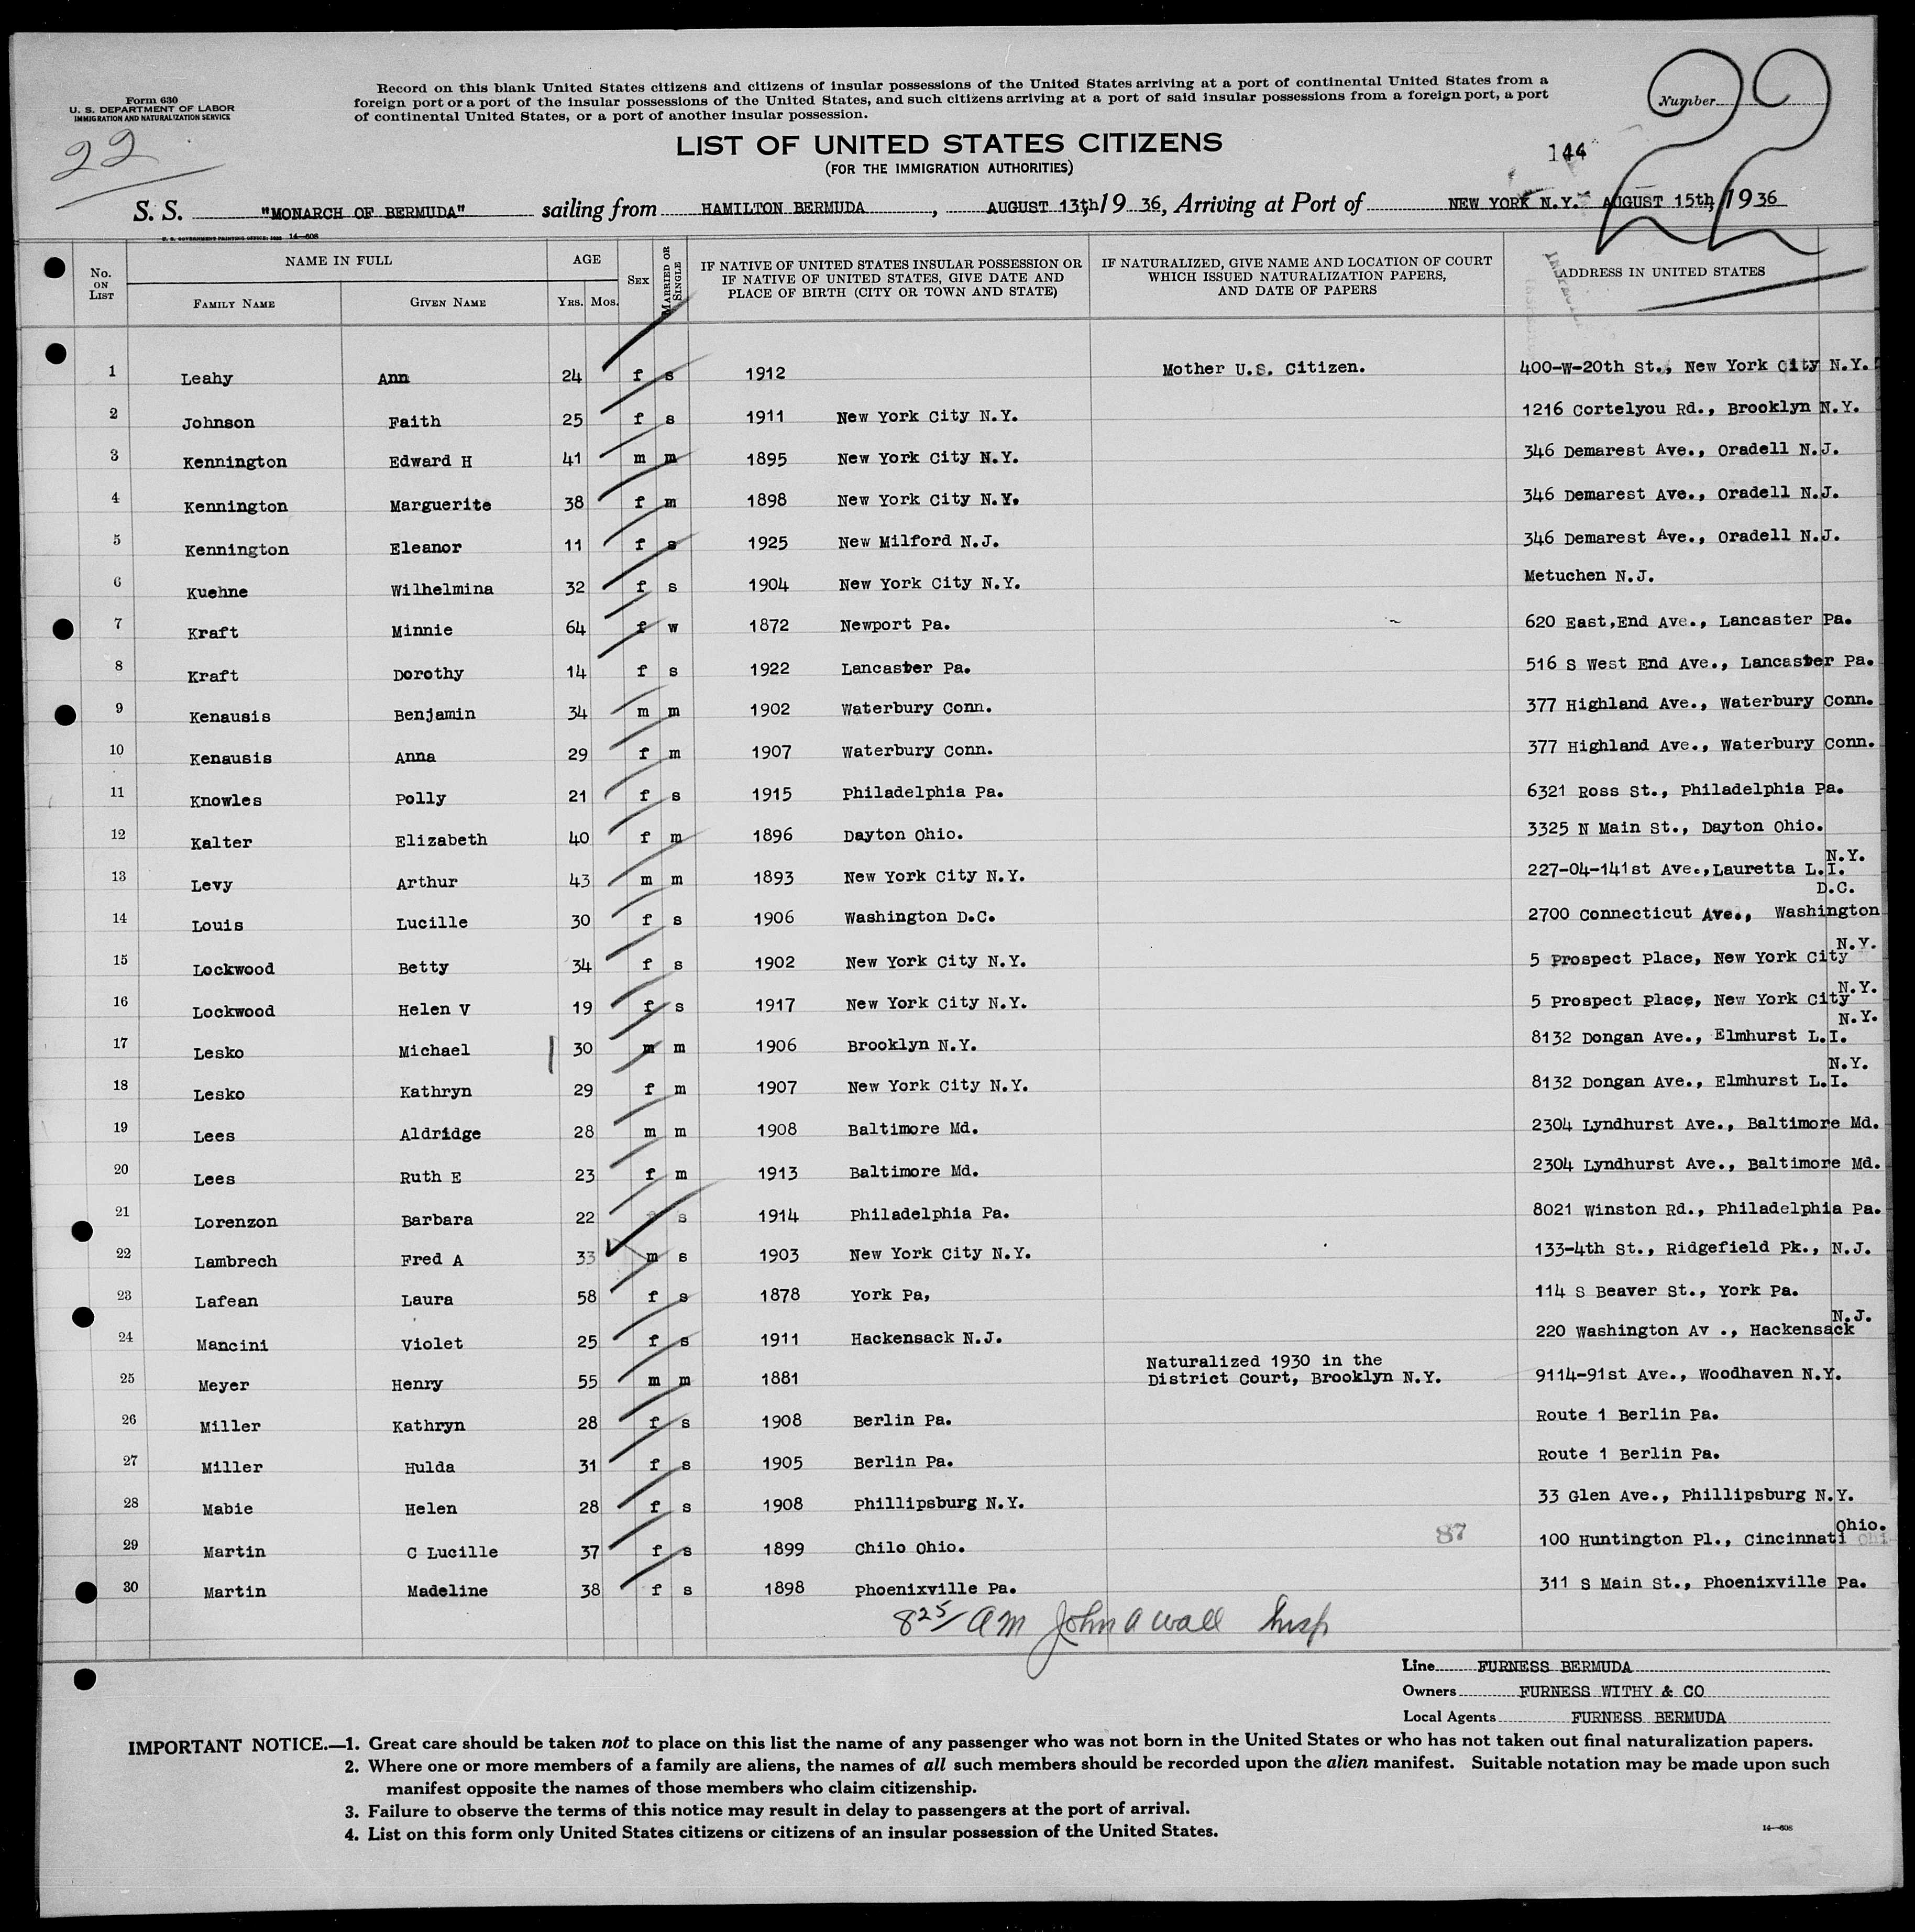 Form 630
U. S. DEPARTMENT OF LABOR
IMMIGRATION AND NATURALIZATION SERVICE
22
Record on this blank United States citizens and citizens of insular possessions of the United States arriving at a port of continental United States from a
foreign port or a port of the insular possessions of the United States, and such citizens arriving at a port of said insular possessions from a foreign port, a port
of continental United States, or a port of another insular possession.
Number 22
LIST OF UNITED STATES CITIZENS
(FOR THE IMMIGRATION AUTHORITIES)
144
S. S. "MONARCH OF BERMUDA" sailing from HAMILTON BERMUDA, AUGUST 13th, 19 36, Arriving at Port of NEW YORK N.Y. AUGUST 15th, 19 36
U. S. GOVERNMENT PRINTING OFFICE: 14—608
No. ON LIST | NAME IN FULL | AGE | SEX | MARRIED OR SINGLE | IF NATIVE OF UNITED STATES INSULAR POSSESSION OR IF NATIVE OF UNITED STATES, GIVE DATE AND PLACE OF BIRTH (CITY OR TOWN AND STATE) | IF NATURALIZED, GIVE NAME AND LOCATION OF COURT WHICH ISSUED NATURALIZATION PAPERS, AND DATE OF PAPERS | ADDRESS IN UNITED STATES
FAMILY NAME | GIVEN NAME | YRS. | MOS.
1 Leahy Ann 24 f s 1912 Mother U.S. Citizen. 400-W-20th St., New York City N.Y.
2 Johnson Faith 25 f s 1911 New York City N.Y. 1216 Cortelyou Rd., Brooklyn N.Y.
3 Kennington Edward H 41 m m 1895 New York City N.Y. 346 Demarest Ave., Oradell N.J.
4 Kennington Marguerite 38 f m 1898 New York City N.Y. 346 Demarest Ave., Oradell N.J.
5 Kennington Eleanor 11 f s 1925 New Milford N.J. 346 Demarest Ave., Oradell N.J.
6 Kuehne Wilhelmina 32 f s 1904 New York City N.Y. Metuchen N.J.
7 Kraft Minnie 64 f w 1872 Newport Pa. 620 East,End Ave., Lancaster Pa.
8 Kraft Dorothy 14 f s 1922 Lancaster Pa. 516 S West End Ave., Lancaster Pa.
9 Kenausis Benjamin 34 m m 1902 Waterbury Conn. 377 Highland Ave., Waterbury Conn.
10 Kenausis Anna 29 f m 1907 Waterbury Conn. 377 Highland Ave., Waterbury Conn.
11 Knowles Polly 21 f s 1915 Philadelphia Pa. 6321 Ross St., Philadelphia Pa.
12 Kalter Elizabeth 40 f m 1896 Dayton Ohio. 3325 N Main St., Dayton Ohio.
13 Levy Arthur 43 m m 1893 New York City N.Y. 227-04-141st Ave.,Lauretta L.I. N.Y.
14 Louis Lucille 30 f s 1906 Washington D.C. 2700 Connecticut Ave., Washington D.C.
15 Lockwood Betty 34 f s 1902 New York City N.Y. 5 Prospect Place, New York City N.Y.
16 Lockwood Helen V 19 f s 1917 New York City N.Y. 5 Prospect Place, New York City N.Y.
17 Lesko Michael 30 m m 1906 Brooklyn N.Y. 8132 Dongan Ave., Elmhurst L.I. N.Y.
18 Lesko Kathryn 29 f m 1907 New York City N.Y. 8132 Dongan Ave., Elmhurst L.I. N.Y.
19 Lees Aldridge 28 m m 1908 Baltimore Md. 2304 Lyndhurst Ave., Baltimore Md.
20 Lees Ruth E 23 f m 1913 Baltimore Md. 2304 Lyndhurst Ave., Baltimore Md.
21 Lorenzon Barbara 22 s 1914 Philadelphia Pa. 8021 Winston Rd., Philadelphia Pa.
22 Lambrech Fred A 33 m s 1903 New York City N.Y. 133-4th St., Ridgefield Pk., N.J.
23 Lafean Laura 58 f s 1878 York Pa, 114 S Beaver St., York Pa.
24 Mancini Violet 25 f s 1911 Hackensack N.J. 220 Washington Av ., Hackensack N.J.
25 Meyer Henry 55 m m 1881 Naturalized 1930 in the District Court, Brooklyn N.Y. 9114-91st Ave., Woodhaven N.Y.
26 Miller Kathryn 28 f s 1908 Berlin Pa. Route 1 Berlin Pa.
27 Miller Hulda 31 f s 1905 Berlin Pa. Route 1 Berlin Pa.
28 Mabie Helen 28 f s 1908 Phillipsburg N.Y. 33 Glen Ave., Phillipsburg N.Y.
87
29 Martin C Lucille 37 f s 1899 Chilo Ohio. 100 Huntington Pl., Cincinnati Ohio.
30 Martin Madeline 38 f s 1898 Phoenixville Pa. 311 S Main St., Phoenixville Pa.
8 25/ AM John A Wall Insp
Line FURNESS BERMUDA
Owners FURNESS WITHY & CO
Local Agents FURNESS BERMUDA
IMPORTANT NOTICE.—1. Great care should be taken not to place on this list the name of any passenger who was not born in the United States or who has not taken out final naturalization papers.
2. Where one or more members of a family are aliens, the names of all such members should be recorded upon the alien manifest. Suitable notation may be made upon such
manifest opposite the names of those members who claim citizenship.
3. Failure to observe the terms of this notice may result in delay to passengers at the port of arrival.
4. List on this form only United States citizens or citizens of an insular possession of the United States.
14—608